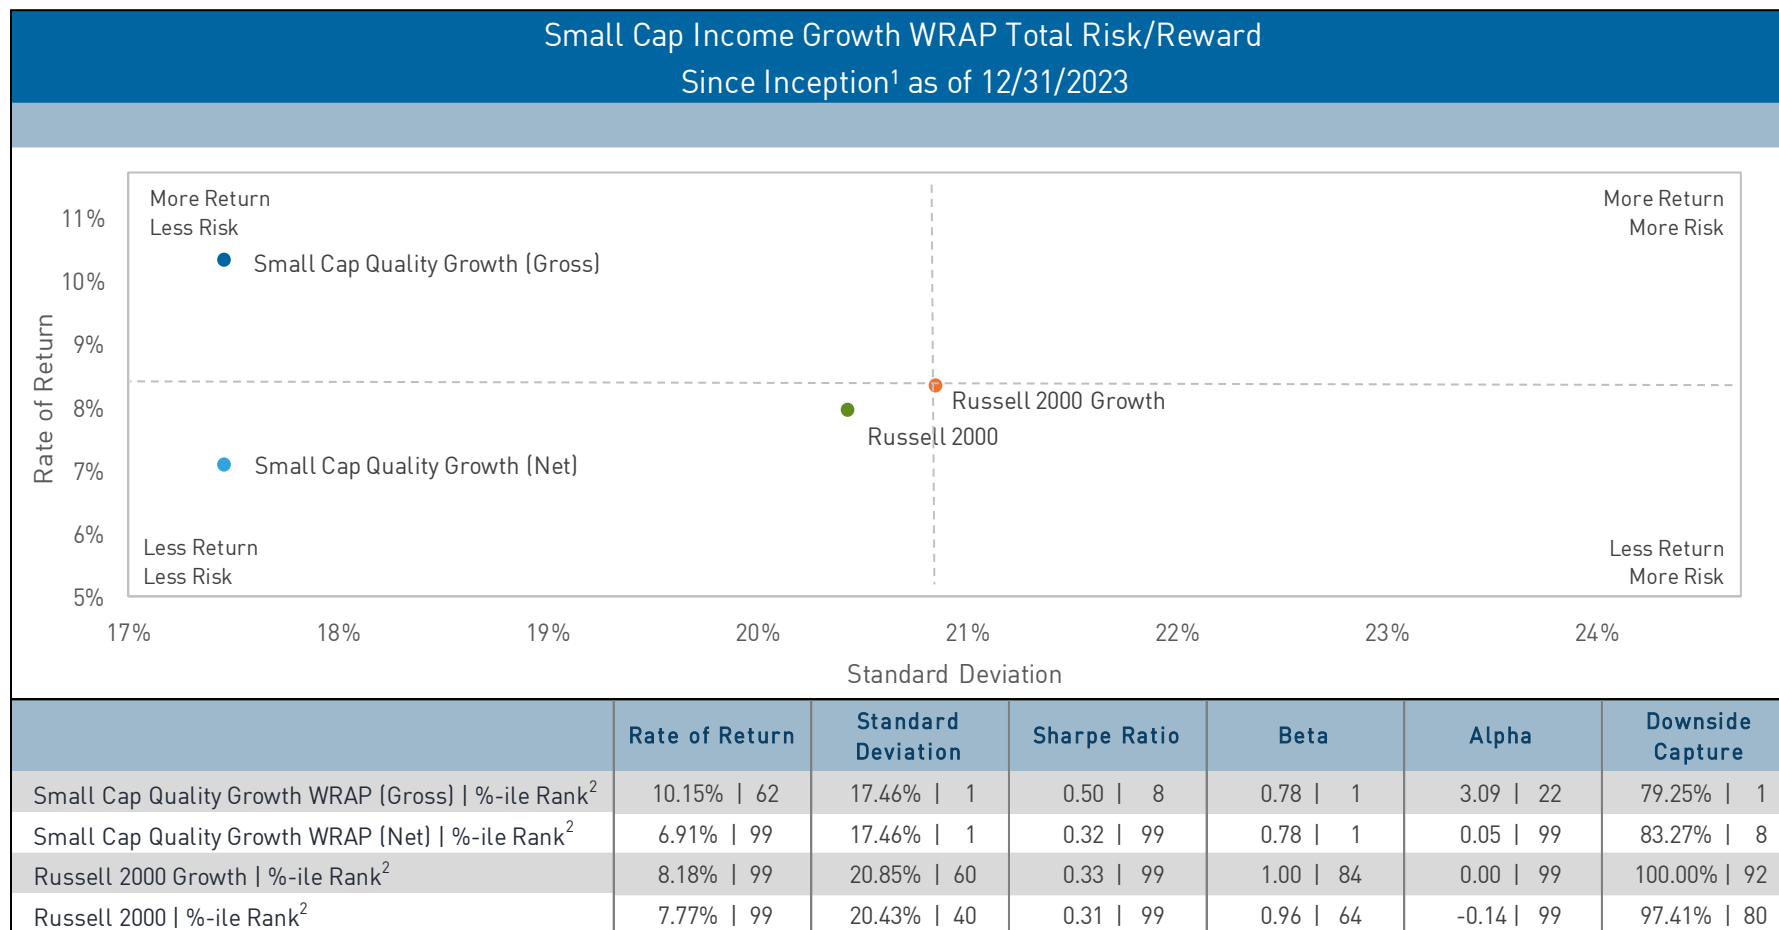 Small Cap Income Growth WRAP Total Risk/Reward
Since Inception¹ as of 12/31/2023
More Return
Less Risk
More Return
More Risk
11%
10%
9%
8%
7%
6%
5%
Rate of Return
Small Cap Quality Growth (Gross)
Russell 2000 Growth
Russell 2000
Small Cap Quality Growth (Net)
Less Return
Less Risk
Less Return
More Risk
17% 18% 19% 20% 21% 22% 23% 24%
Standard Deviation
Rate of Return Standard Deviation Sharpe Ratio Beta Alpha Downside Capture
Small Cap Quality Growth WRAP (Gross) | %-ile Rank² 10.15% | 62 17.46% | 1 0.50 | 8 0.78 | 1 3.09 | 22 79.25% | 1
Small Cap Quality Growth WRAP (Net) | %-ile Rank² 6.91% | 99 17.46% | 1 0.32 | 99 0.78 | 1 0.05 | 99 83.27% | 8
Russell 2000 Growth | %-ile Rank² 8.18% | 99 20.85% | 60 0.33 | 99 1.00 | 84 0.00 | 99 100.00% | 92
Russell 2000 | %-ile Rank² 7.77% | 99 20.43% | 40 0.31 | 99 0.96 | 64 -0.14 | 99 97.41% | 80